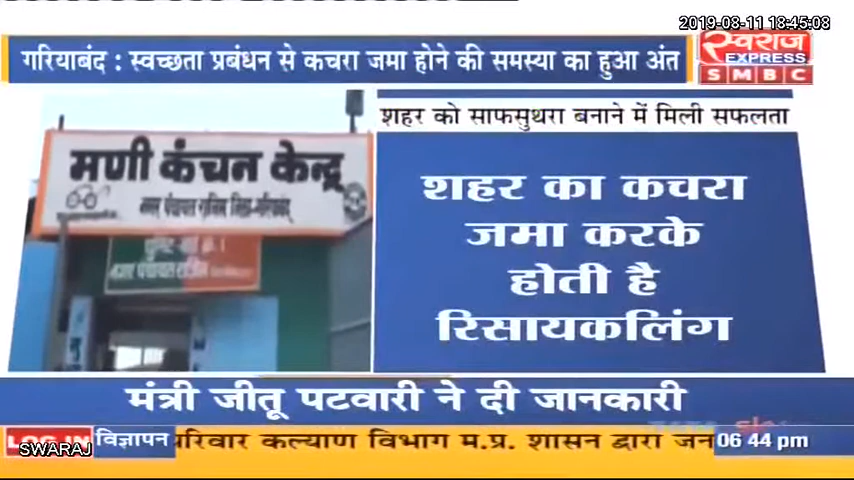 2019-08-11 18:45:08
गरियाबंद : स्वच्छता प्रबंधन से कचरा जमा होने की समस्या का हुआ अंत
स्वराज
EXPRESS
SMBC
शहर को साफसुथरा बनाने में मिली सफलता
मणी कंचन केन्द्र
नगर पंचायत राजिम
शहर का कचरा
जमा करके
होती है
रिसायकलिंग
मंत्री जीतू पटवारी ने दी जानकारी
LOG IN
SWARAJ
विज्ञापन
परिवार कल्याण विभाग म.प्र. शासन द्वारा जन
06 44 pm